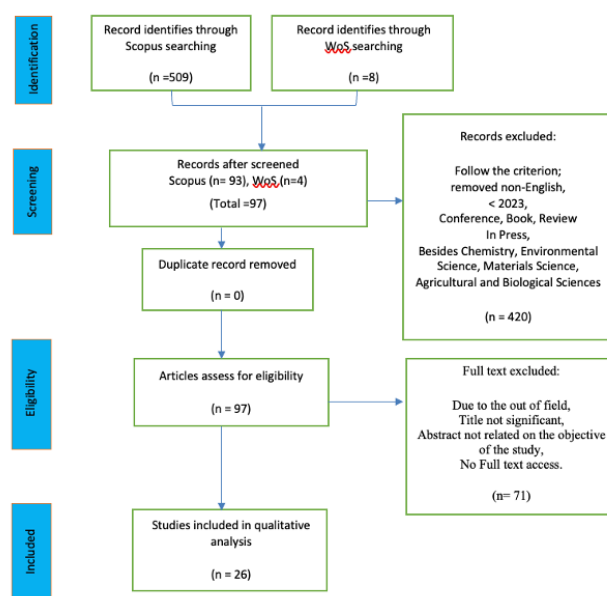 Identification
Record identifies through
Scopus searching
(n =509)
Record identifies through
WoS searching
(n =8)
Screening
Records after screened
Scopus (n= 93), WoS (n=4)
(Total =97)
Records excluded:
Follow the criterion;
removed non-English,
< 2023,
Conference, Book, Review
In Press,
Besides Chemistry, Environmental
Science, Materials Science,
Agricultural and Biological Sciences
(n = 420)
Duplicate record removed
(n = 0)
Eligibility
Articles assess for eligibility
(n = 97)
Full text excluded:
Due to the out of field,
Title not significant,
Abstract not related on the objective
of the study,
No Full text access.
(n= 71)
Included
Studies included in qualitative
analysis
(n = 26)